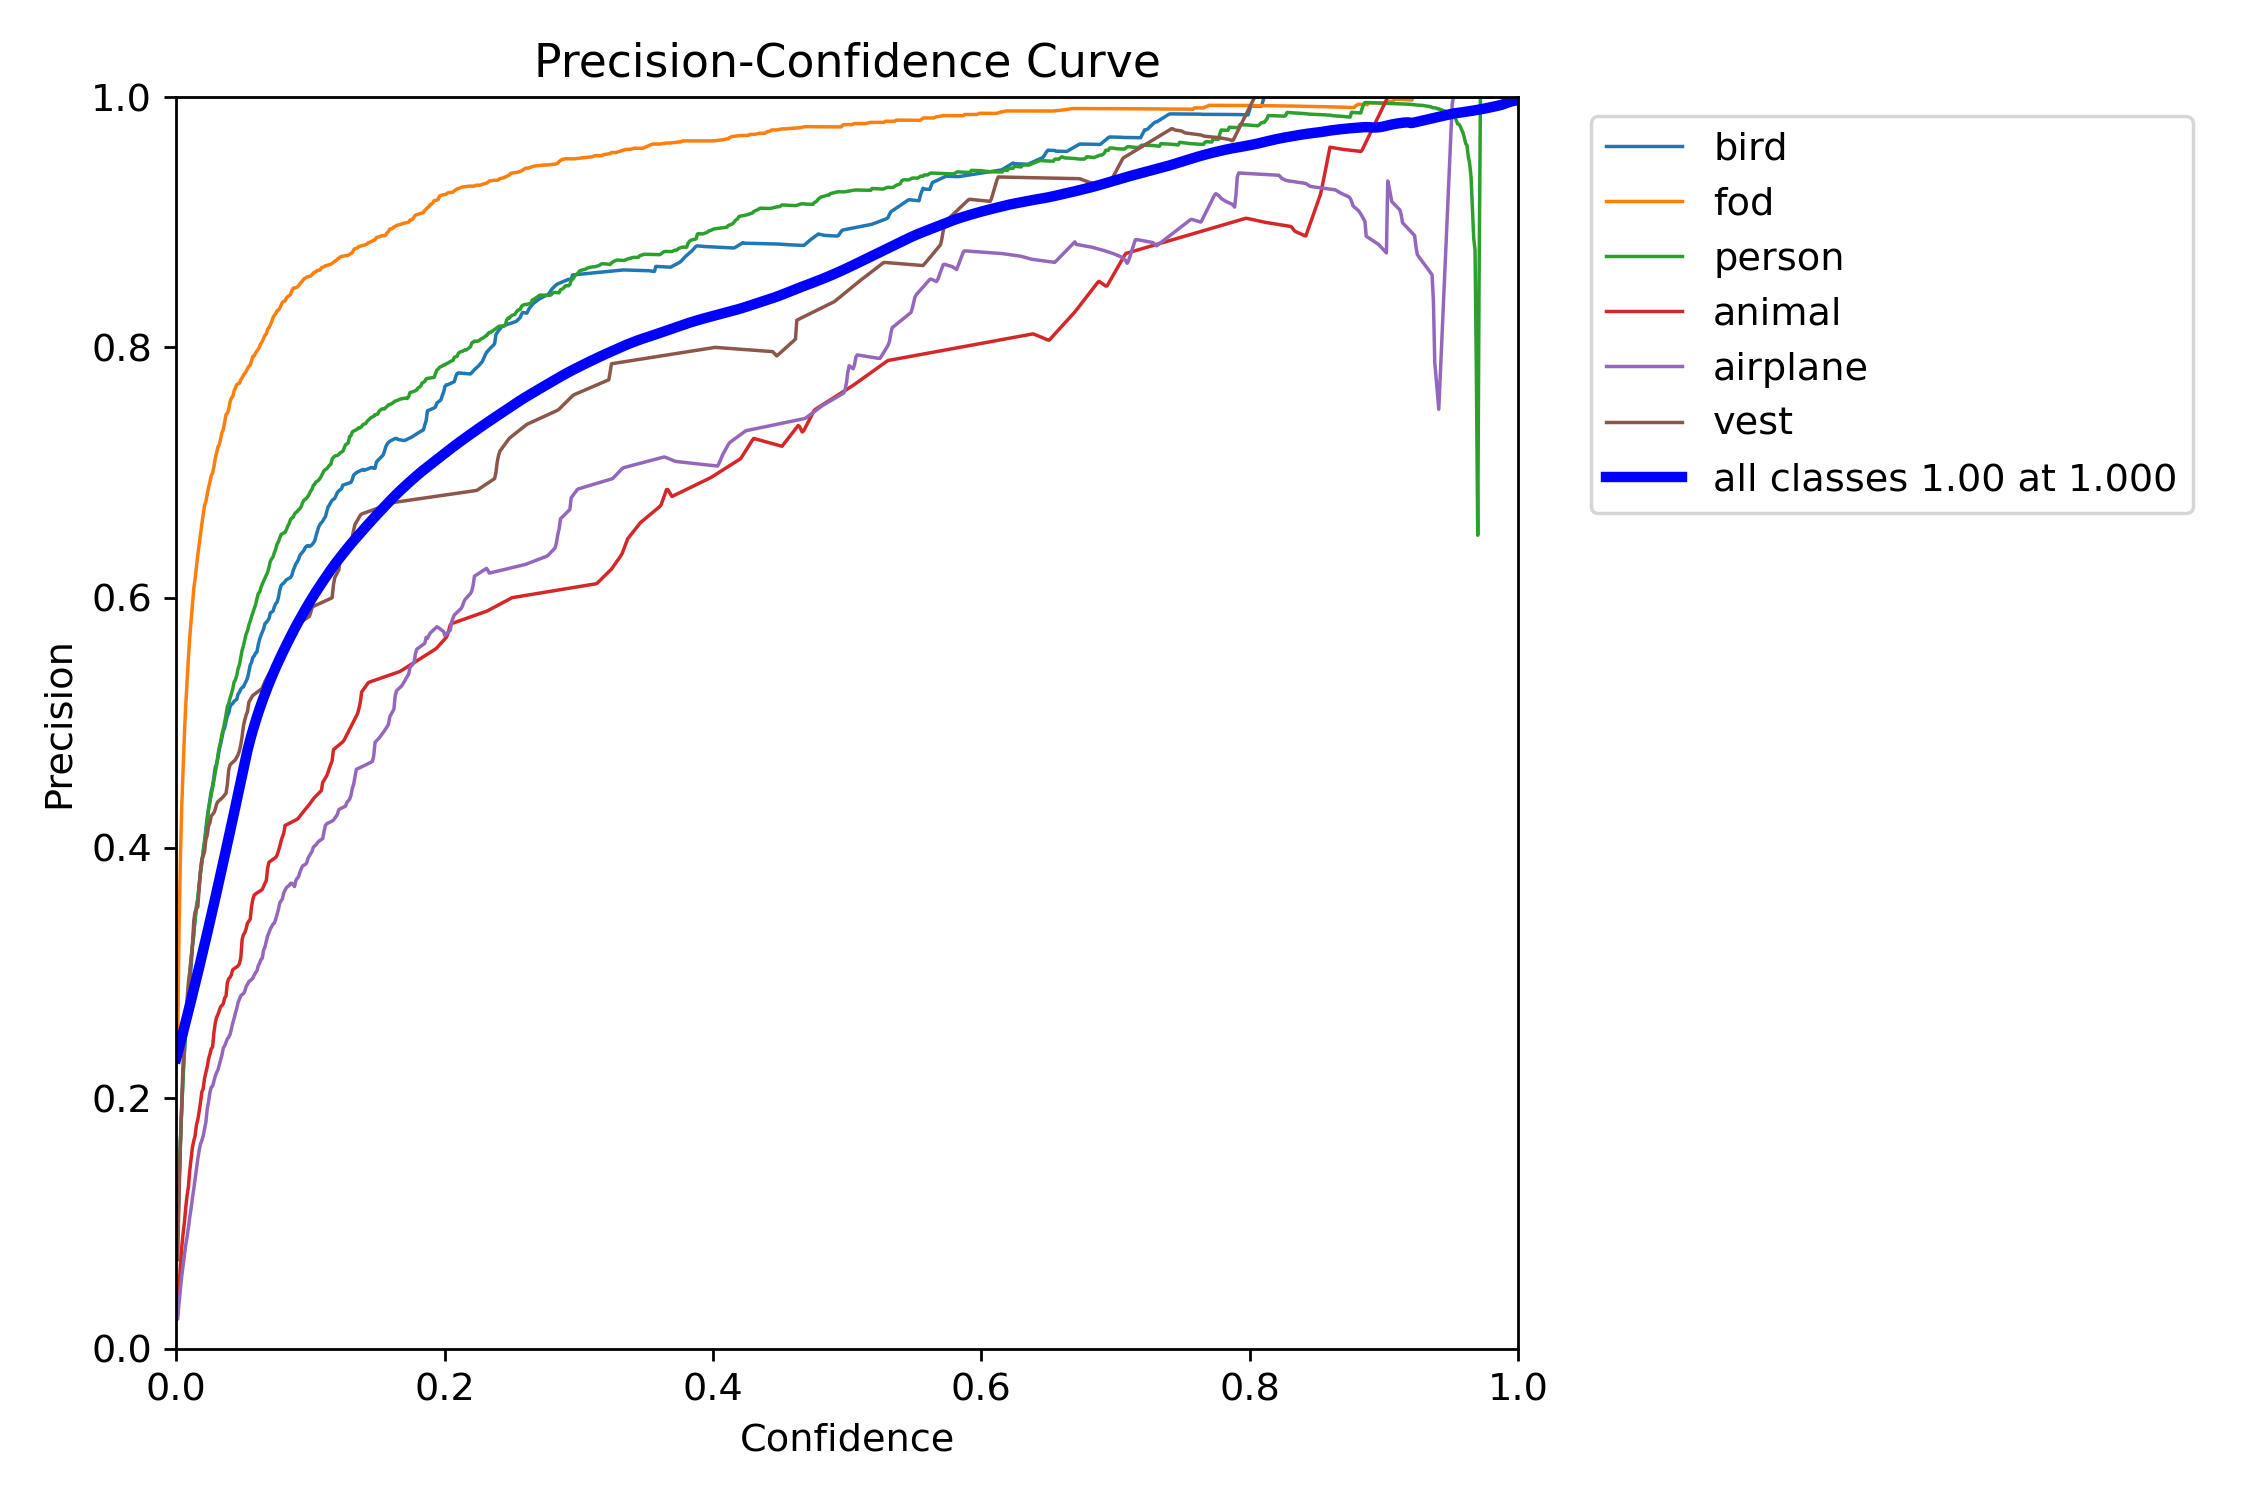 Precision-Confidence Curve
1.0
0.8
0.6
0.4
0.2
0.0
Precision
0.0 0.2 0.4 0.6 0.8 1.0
Confidence
bird
fod
person
animal
airplane
vest
all classes 1.00 at 1.000